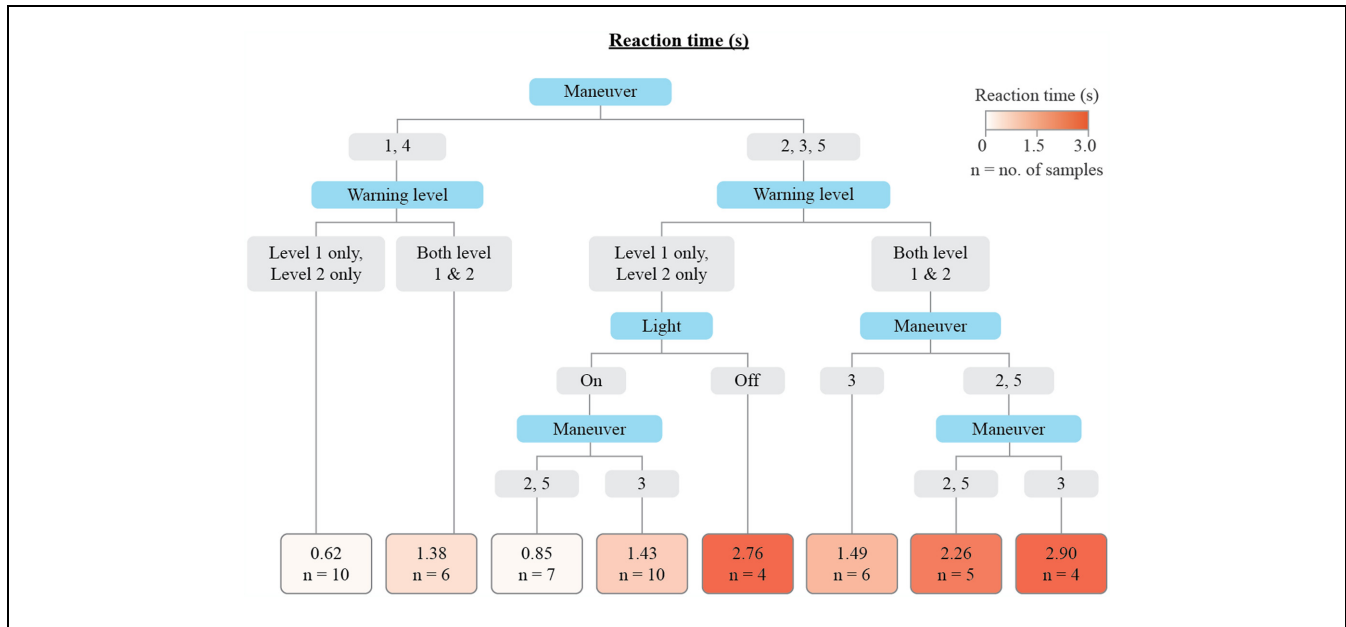 Reaction time (s)
Maneuver
Reaction time (s)
0 1.5 3.0
n = no. of samples
1, 4
2, 3, 5
Warning level
Warning level
Level 1 only,
Level 2 only
Both level
1 & 2
Level 1 only,
Level 2 only
Both level
1 & 2
Light
Maneuver
On
Off
3
2, 5
Maneuver
Maneuver
2, 5
3
2, 5
3
0.62
n = 10
1.38
n = 6
0.85
n = 7
1.43
n = 10
2.76
n = 4
1.49
n = 6
2.26
n = 5
2.90
n = 4